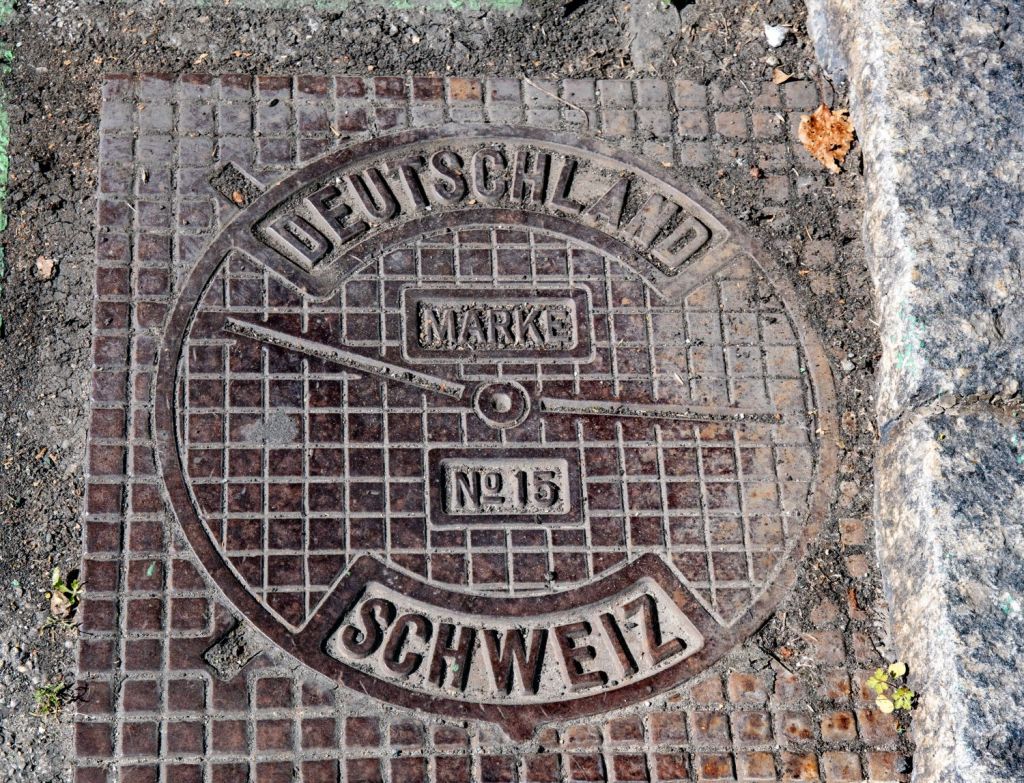 DEUTSCHLAND
MARKE
No 15
SCHWEIZ